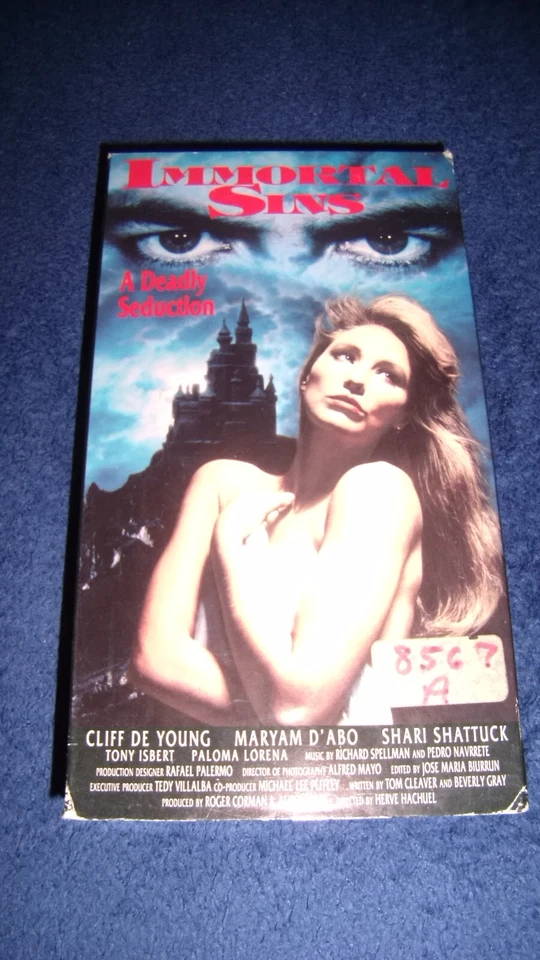 IMMORTAL
SINS
A Deadly
Seduction
8567
A
CLIFF DE YOUNG MARYAM D'ABO SHARI SHATTUCK
TONY ISBERT PALOMA LORENA MUSIC BY RICHARD SPELLMAN AND PEDRO NAVRRETE
PRODUCTION DESIGNER RAFAEL PALERMO DIRECTOR OF PHOTOGRAPHY ALFRED MAYO EDITED BY JOSE MARIA BIURRUN
EXECUTIVE PRODUCER TEDY VILLALBA CO-PRODUCER MICHAEL LEE WRITTEN BY TOM CLEAVER AND BEVERLY GRAY
PRODUCED BY ROGER CORMAN & DIRECTED BY HERVE HACHUEL